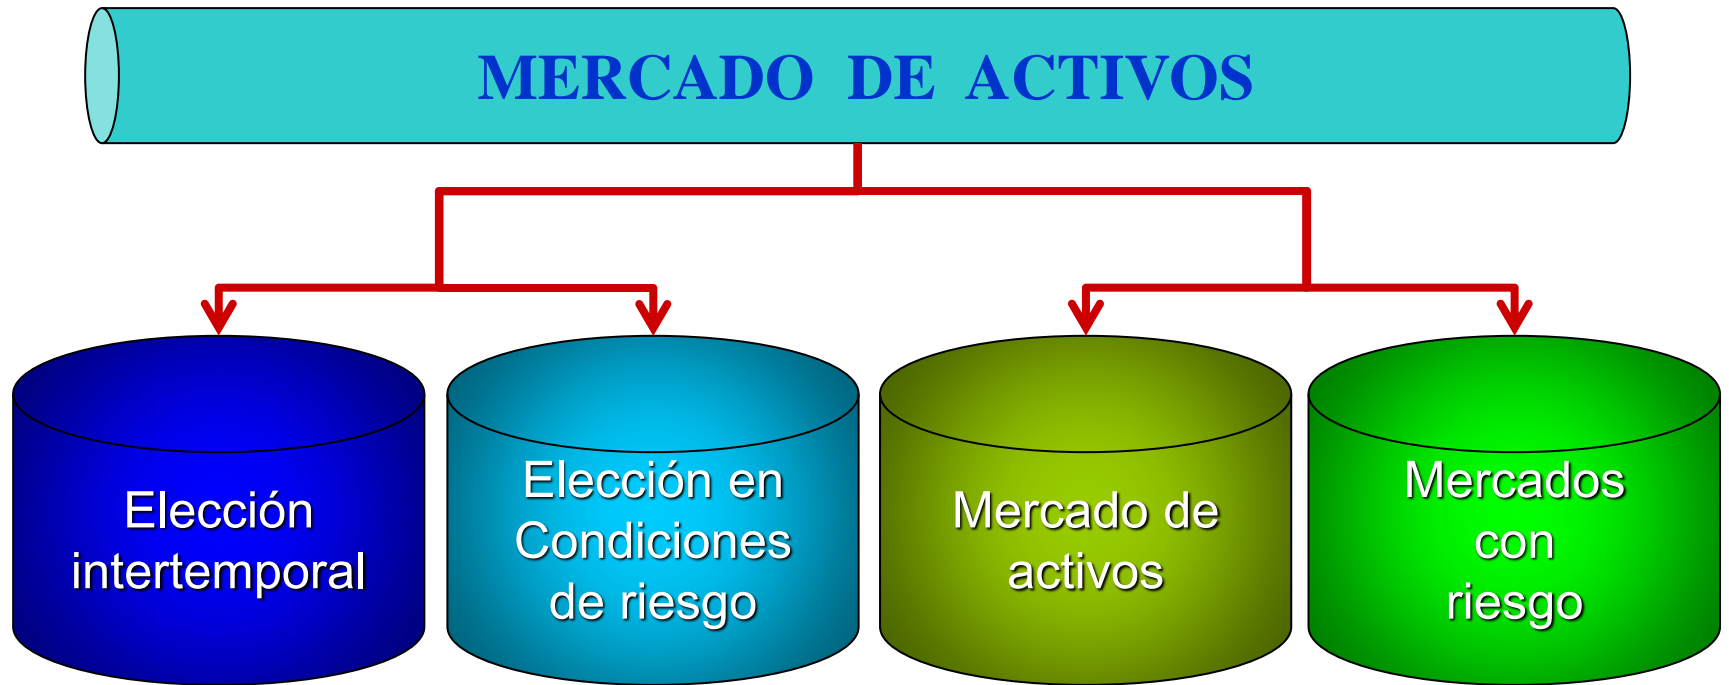 MERCADO DE ACTIVOS
Elección
intertemporal
Elección en
Condiciones
de riesgo
Mercado de
activos
Mercados
con
riesgo